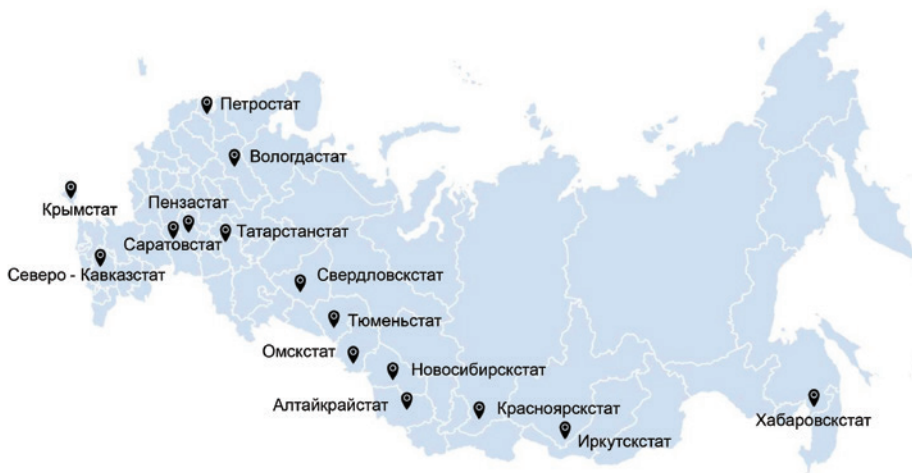 Петростат
Вологдастат
Крымстат
Пензастат
Саратовстат
Татарстанстат
Северо - Кавказстат
Свердловскстат
Тюменьстат
Омскстат
Новосибирскстат
Алтайкрайстат
Красноярскстат
Хабаровскстат
Иркутскстат